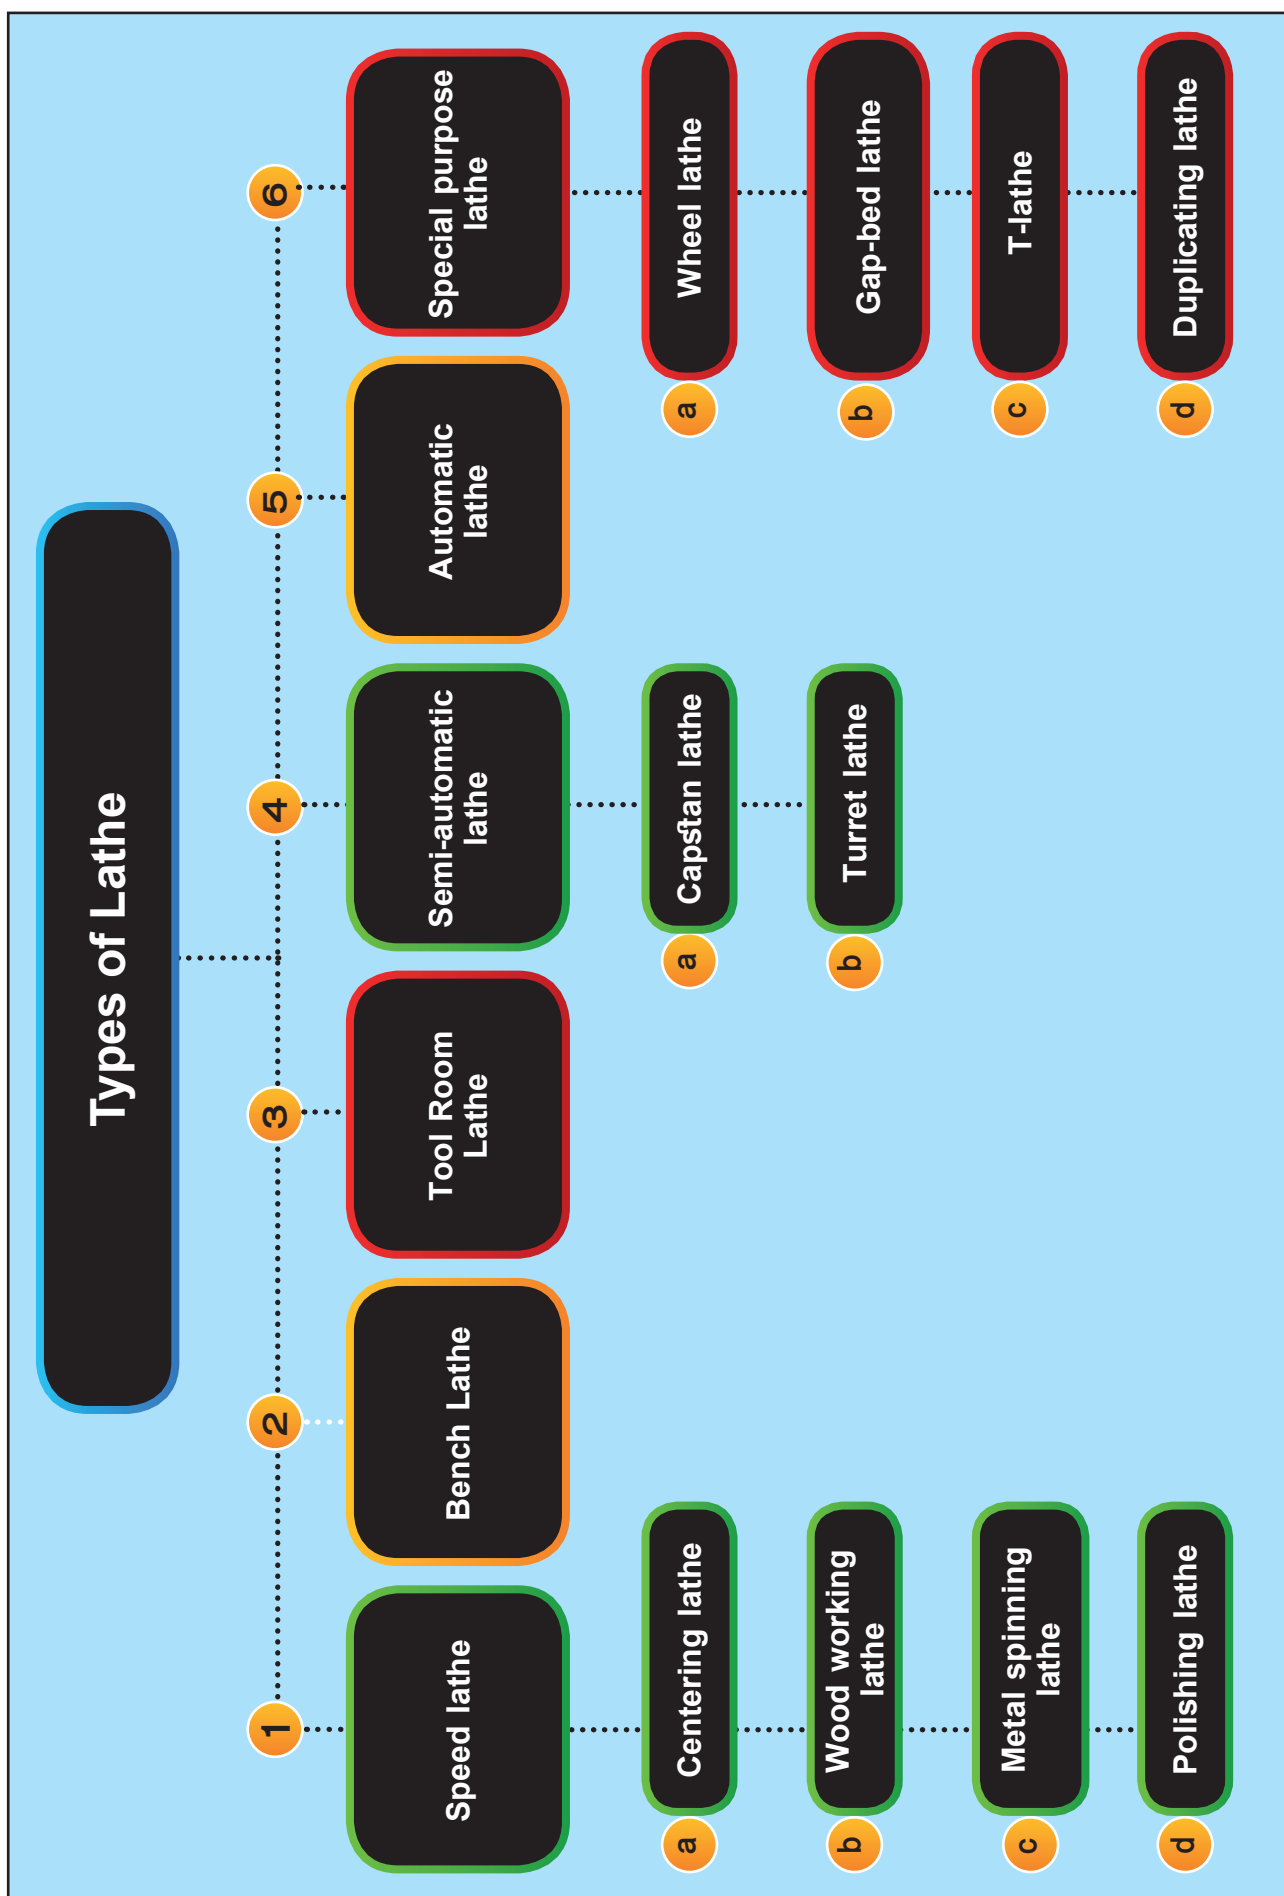 Types of Lathe
1
2
3
4
5
6
Speed lathe
Bench Lathe
Tool Room
Lathe
Semi-automatic
lathe
Automatic
lathe
Special purpose
lathe
a
Centering lathe
b
Wood working
lathe
c
Metal spinning
lathe
d
Polishing lathe
a
Capstan lathe
b
Turret lathe
a
Wheel lathe
b
Gap-bed lathe
c
T-lathe
d
Duplicating lathe